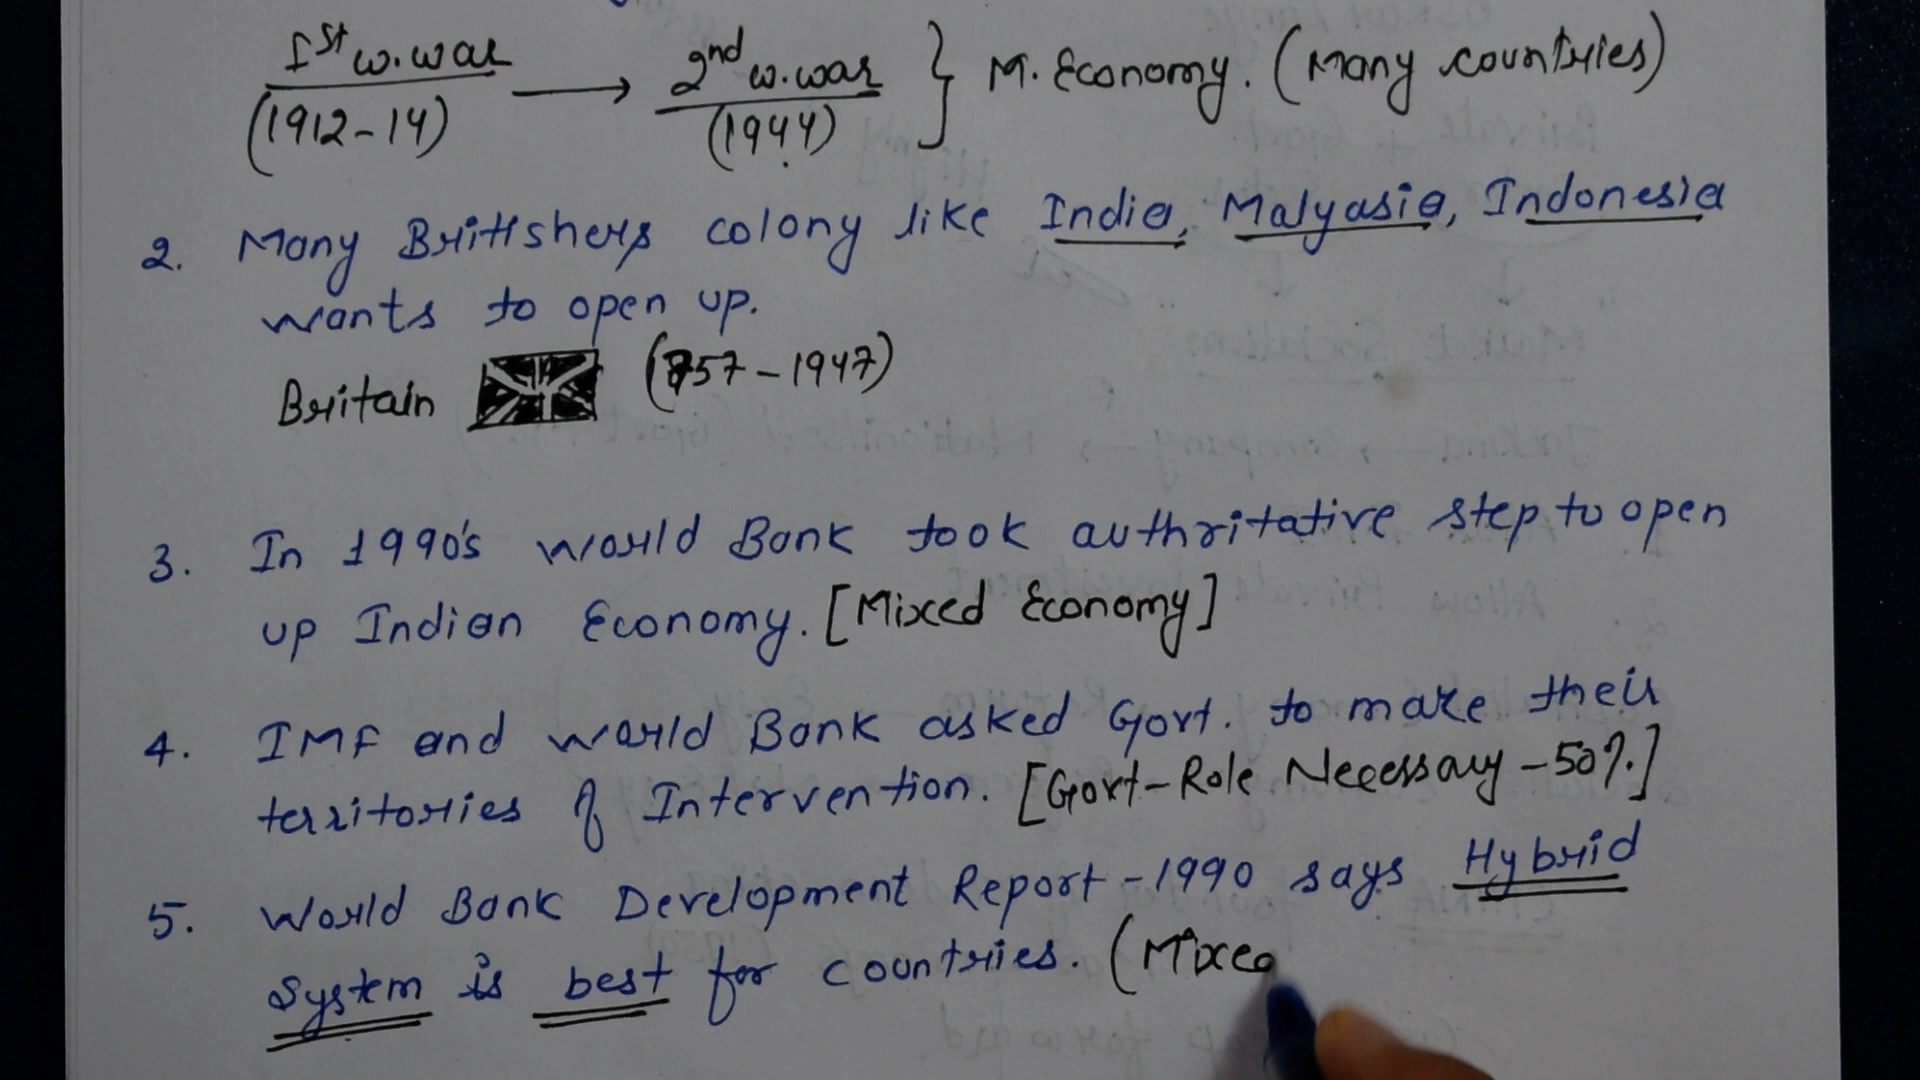 1st w.war → 2nd w.war } M. Economy. (Many countries)
(1912-14) (1944)
2. Many Brittshers colony like India, Malyasia, Indonesia
wants to open up.
Britain (1757-1947)
3. In 1990's world Bank took authritative step to open
up Indian Economy. [Mixed Economy]
4. IMF and world Bank asked Govt. to make their
territories of Intervention. [Govt-Role Necessary -50%.]
5. World Bank Development Report -1990 says Hybrid
System is best for countries. (Mixed